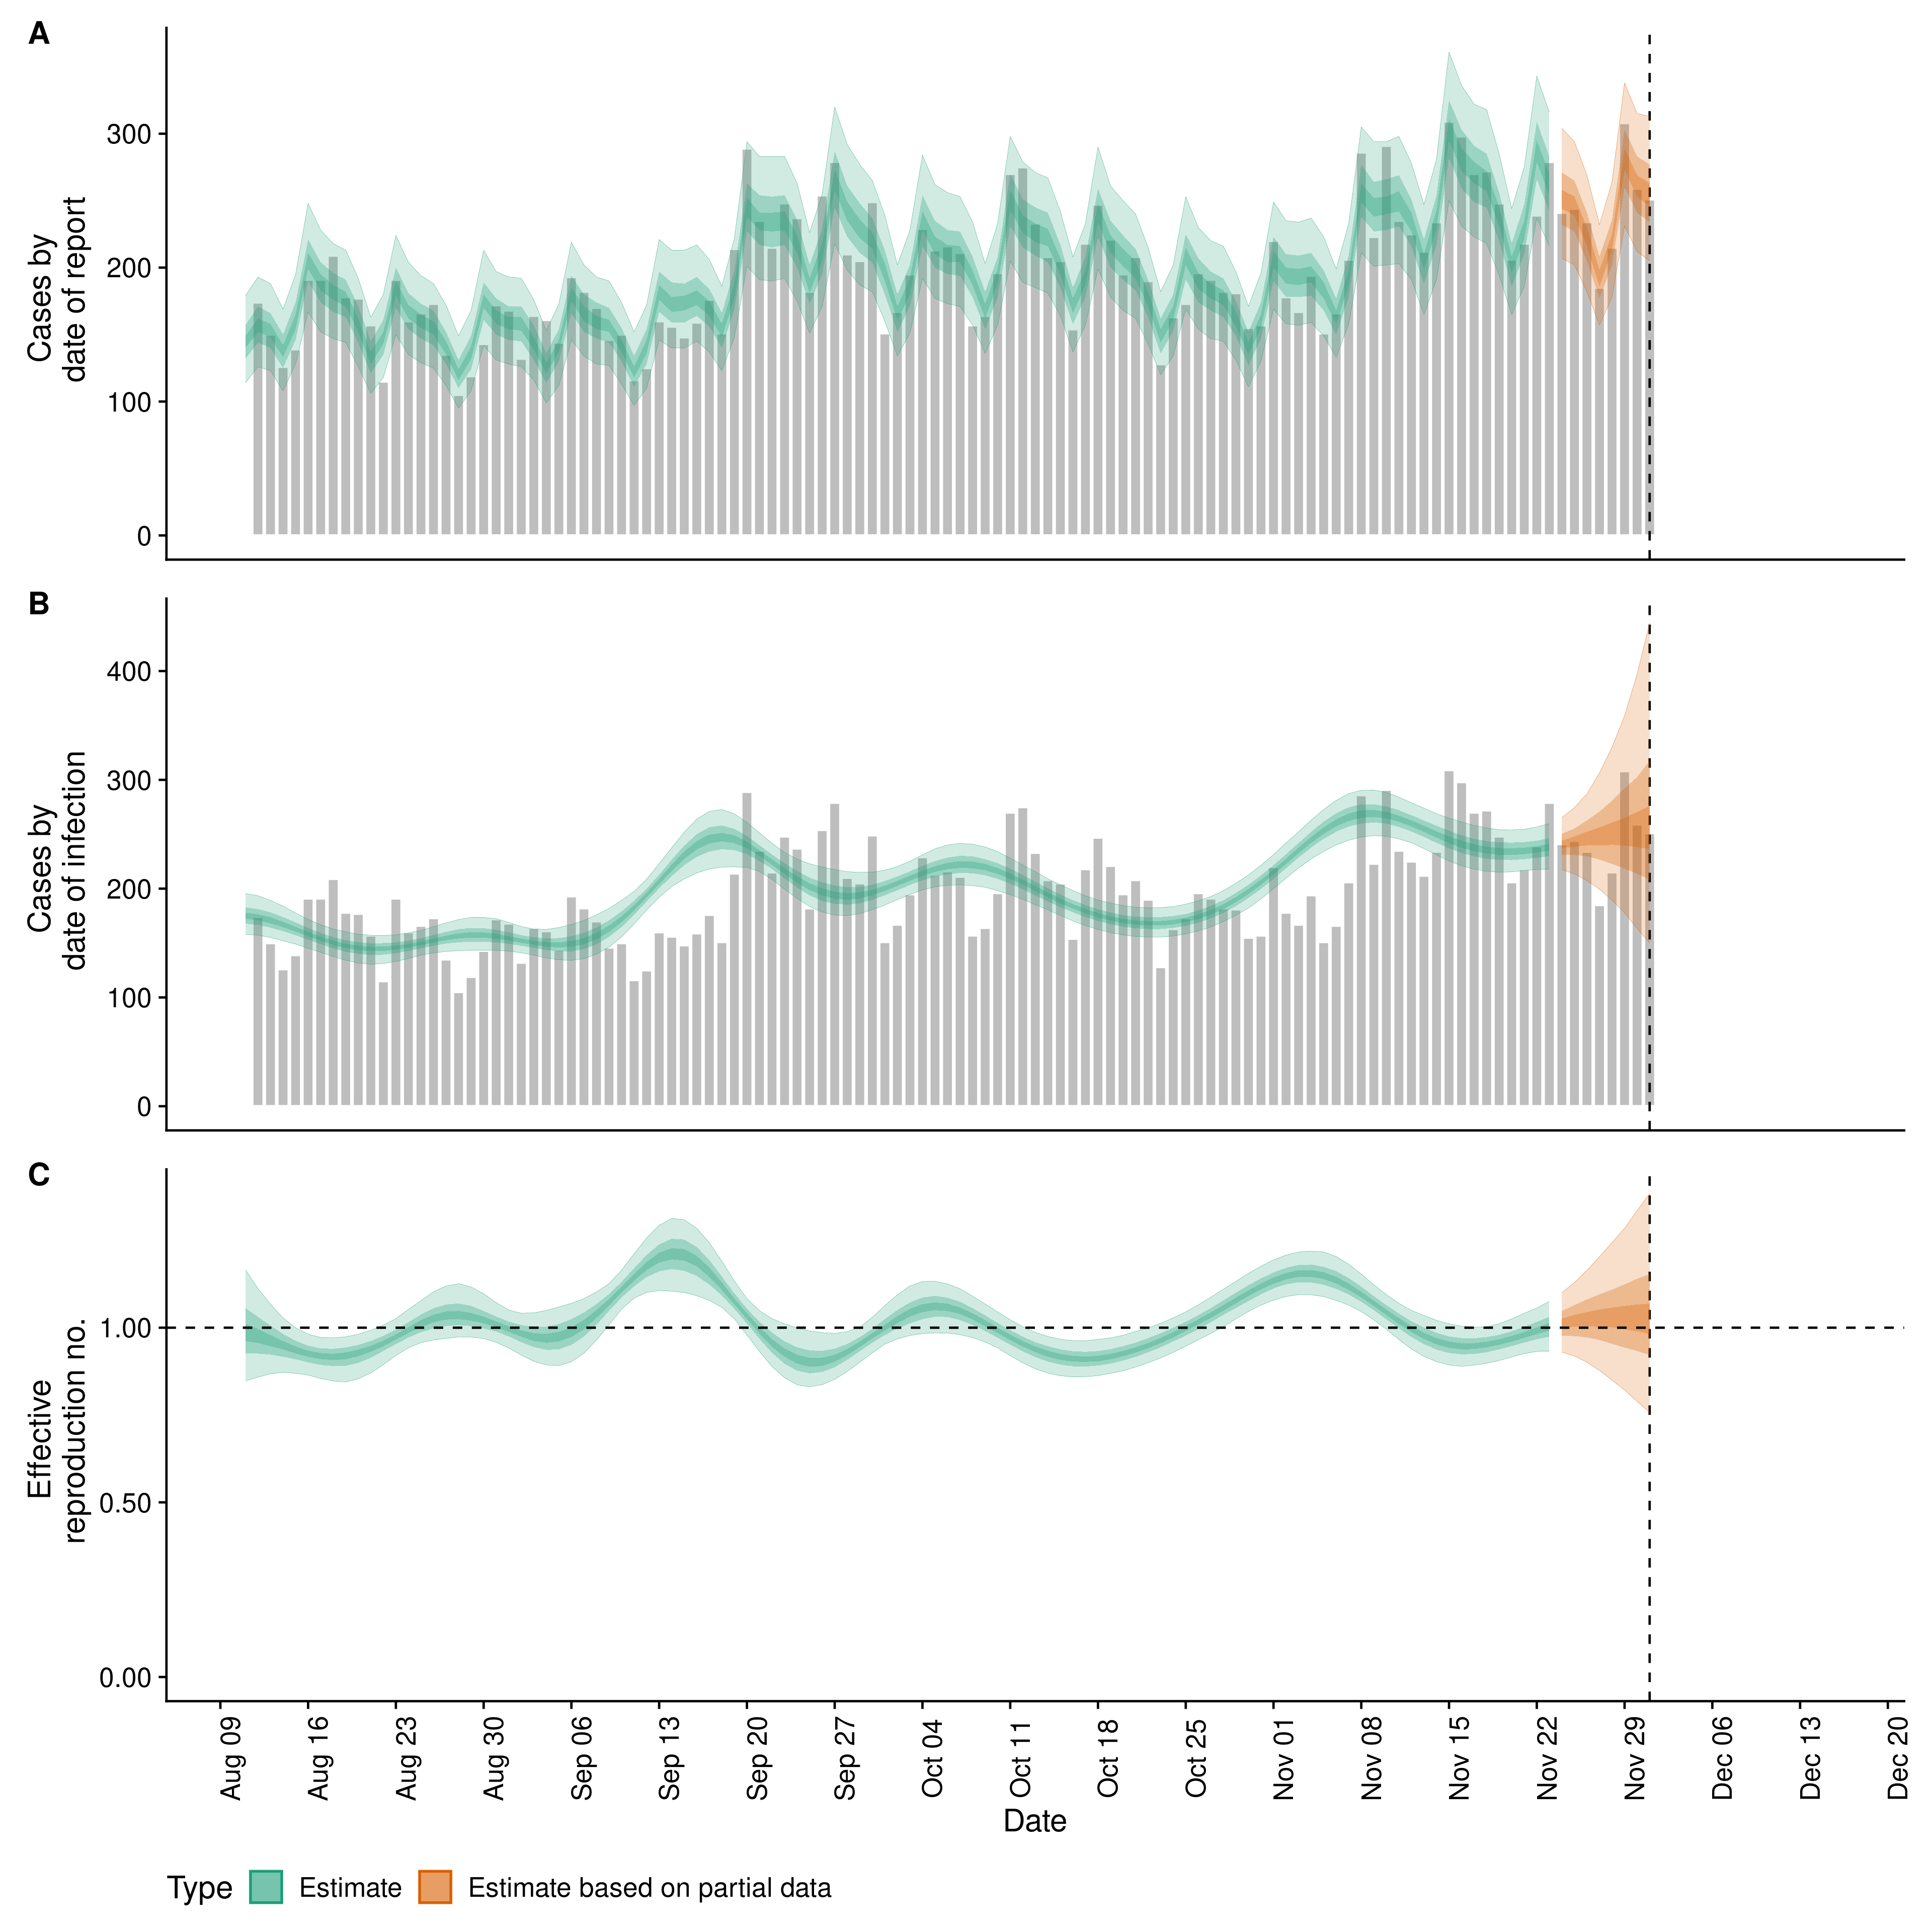 A
Cases by
date of report
300
200
100
0
B
Cases by
date of infection
400
300
200
100
0
C
Effective
reproduction no.
1.00
0.50
0.00
Aug 09
Aug 16
Aug 23
Aug 30
Sep 06
Sep 13
Sep 20
Sep 27
Oct 04
Oct 11
Oct 18
Oct 25
Nov 01
Nov 08
Nov 15
Nov 22
Nov 29
Dec 06
Dec 13
Dec 20
Date
Type Estimate Estimate based on partial data